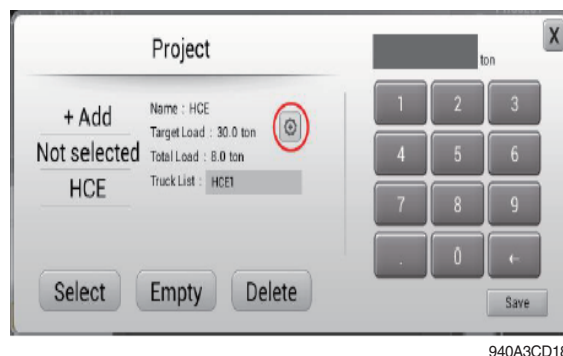 Project
+ Add
Not selected
HCE
Name : HCE
Target Load : 30.0 ton
Total Load : 8.0 ton
Truck List : HCE1
Select
Empty
Delete
ton
X
1 2 3
4 5 6
7 8 9
. 0 ←
Save
940A3CD18